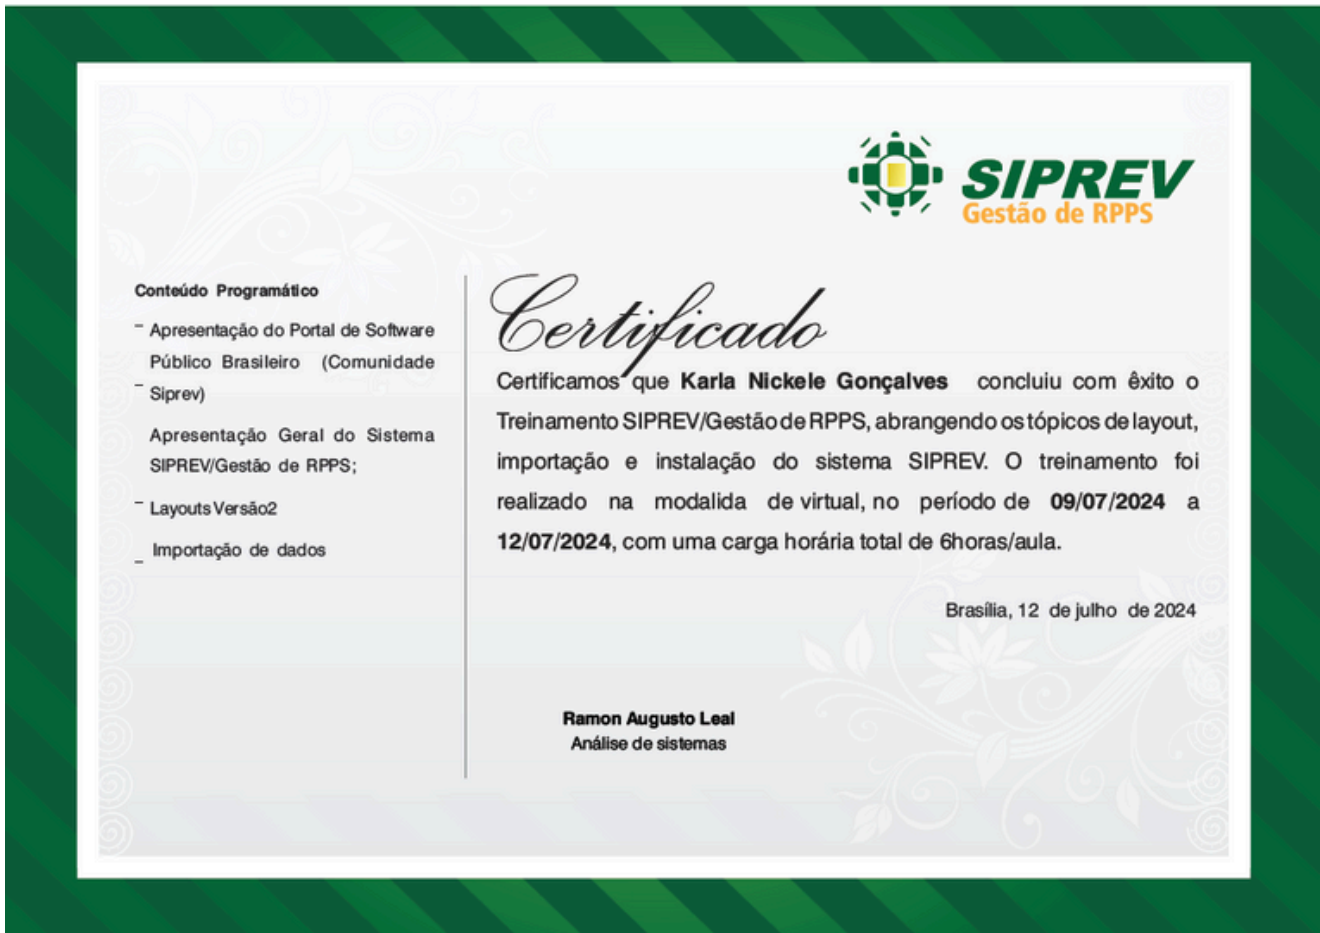 SIPREV
Gestão de RPPS
Conteúdo Programático
- Apresentação do Portal de Software
Público Brasileiro (Comunidade
- Siprev)
Apresentação Geral do Sistema
SIPREV/Gestão de RPPS;
- Layouts Versão2
- Importação de dados
Certificado
Certificamos que Karla Nickele Gonçalves concluiu com êxito o
Treinamento SIPREV/Gestão de RPPS, abrangendo os tópicos de layout,
importação e instalação do sistema SIPREV. O treinamento foi
realizado na modalida de virtual, no período de 09/07/2024 a
12/07/2024, com uma carga horária total de 6horas/aula.
Brasília, 12 de julho de 2024
Ramon Augusto Leal
Análise de sistemas